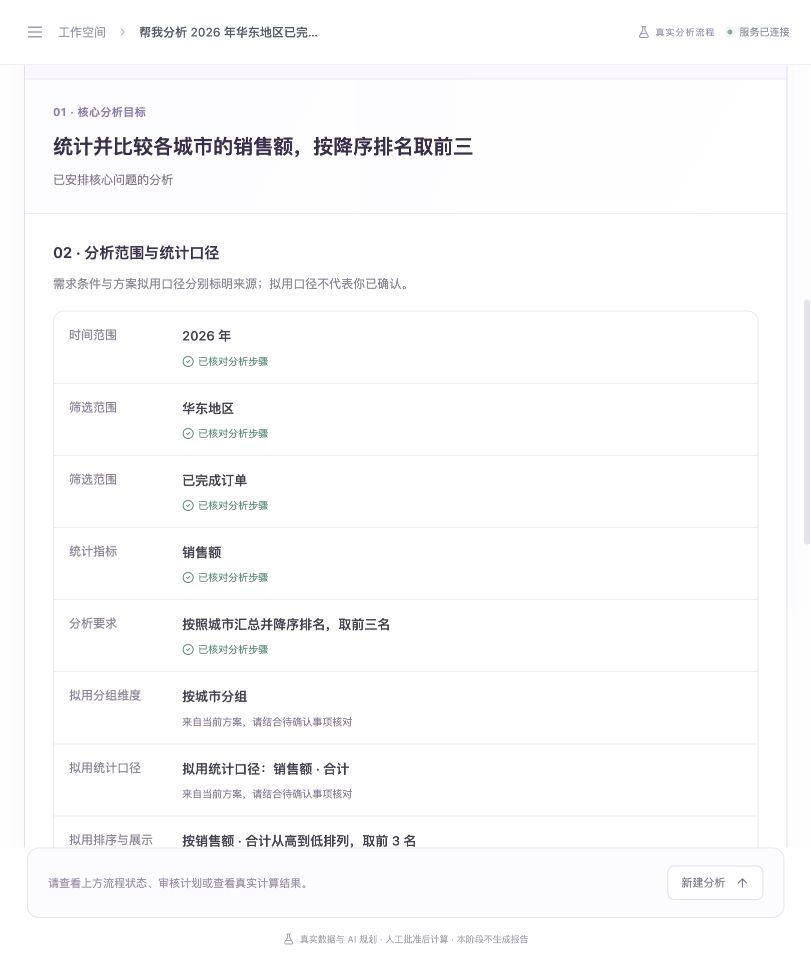 工作空间 > 帮我分析 2026 年华东地区已完... 真实分析流程 服务已连接
01 · 核心分析目标
统计并比较各城市的销售额，按降序排名取前三
已安排核心问题的分析
02 · 分析范围与统计口径
需求条件与方案拟用口径分别标明来源；拟用口径不代表你已确认。
时间范围 2026 年
已核对分析步骤
筛选范围 华东地区
已核对分析步骤
筛选范围 已完成订单
已核对分析步骤
统计指标 销售额
已核对分析步骤
分析要求 按照城市汇总并降序排名，取前三名
已核对分析步骤
拟用分组维度 按城市分组
来自当前方案，请结合待确认事项核对
拟用统计口径 拟用统计口径：销售额 · 合计
来自当前方案，请结合待确认事项核对
拟用排序与展示 按销售额 · 合计从高到低排列，取前 3 名
请查看上方流程状态、审核计划或查看真实计算结果。 新建分析
真实数据与 AI 规划 · 人工批准后计算 · 本阶段不生成报告